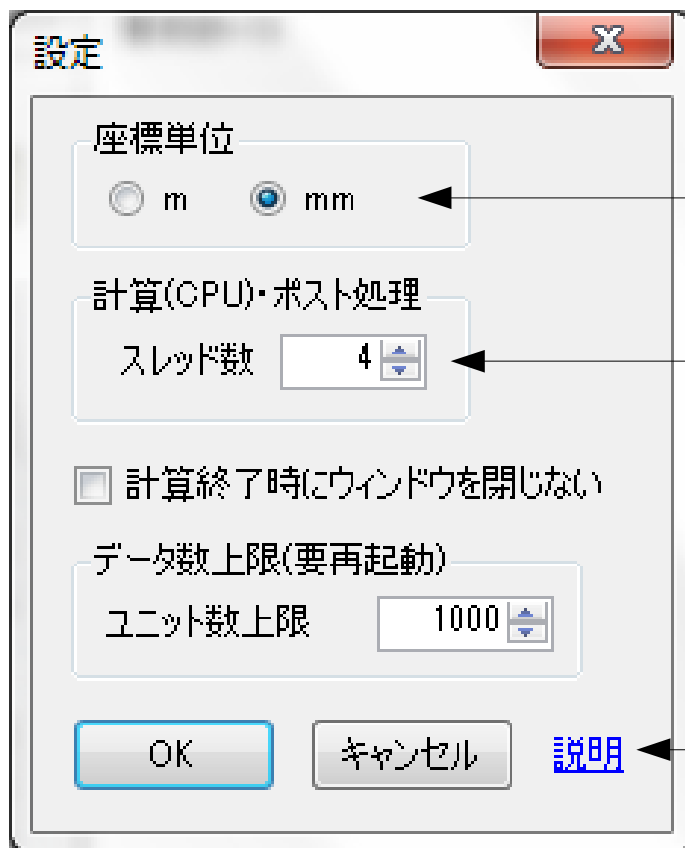 設定
座標単位
m mm
計算(CPU)・ポスト処理
スレッド数 4
計算終了時にウィンドウを閉じない
データ数上限(要再起動)
ユニット数上限 1000
OK キャンセル 説明